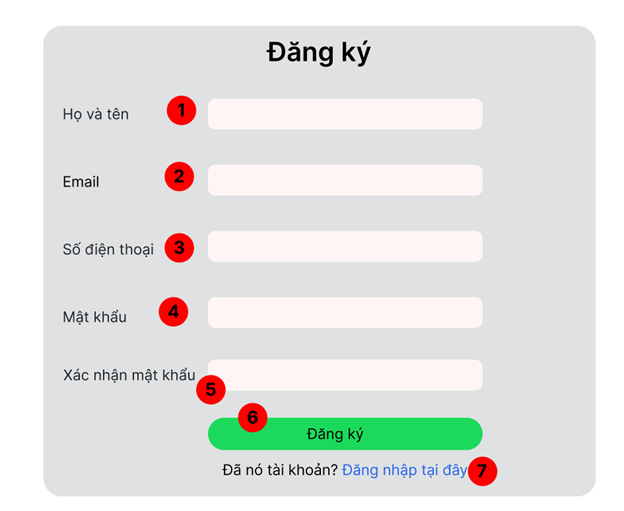 Đăng ký
Họ và tên 1
Email 2
Số điện thoại 3
Mật khẩu 4
Xác nhận mật khẩu 5
6
Đăng ký
Đã nó tài khoản? Đăng nhập tại đây 7